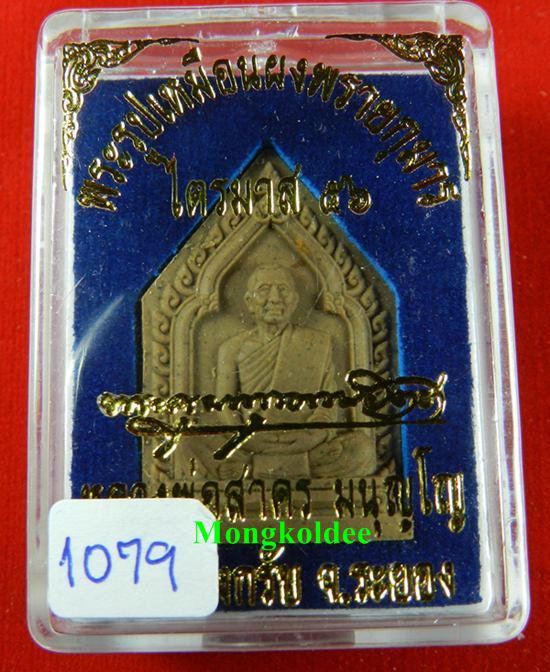 พระรูปเหมือนผงพรายกุมาร
ไตรมาส ๕๖
หลวงพ่อสาคร มนุญฺโญ
Mongkoldee
จ.ระยอง
1079